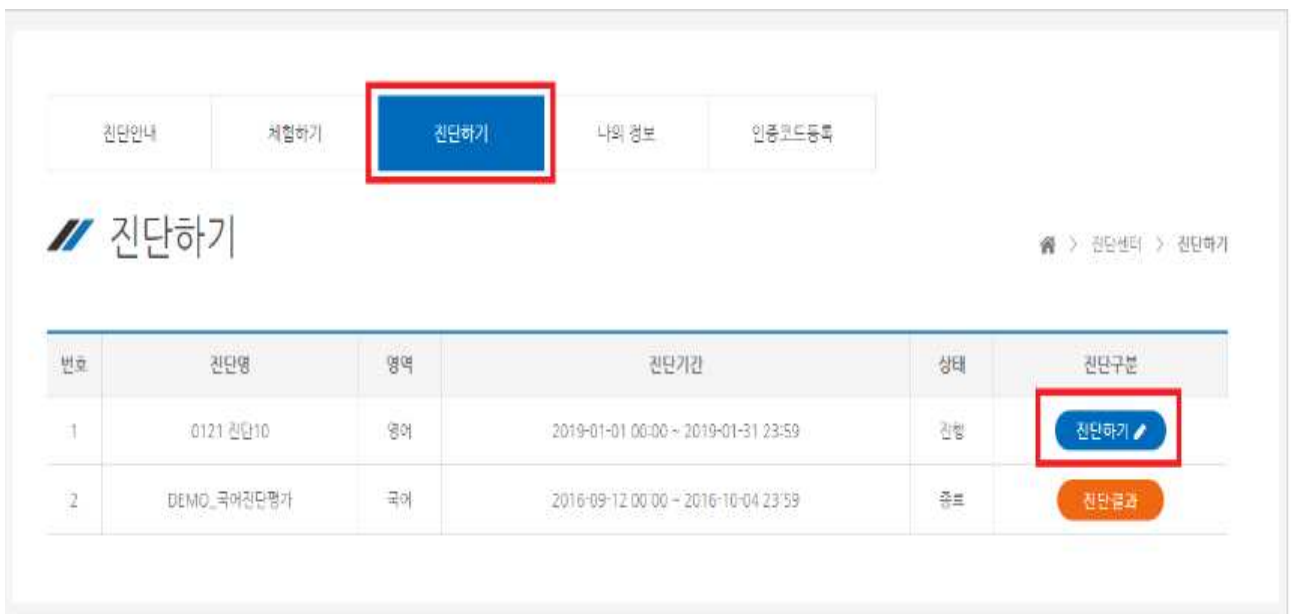 진단안내 체험하기 진단하기 나의 정보 인증코드등록
진단하기
> 진단센터 > 진단하기
번호 진단명 영역 진단기간 상태 진단구분
1 0121 진단10 영어 2019-01-01 00:00 ~ 2019-01-31 23:59 진행 진단하기
2 DEMO_국어진단평가 국어 2016-09-12 00:00 ~ 2016-10-04 23:59 종료 진단결과